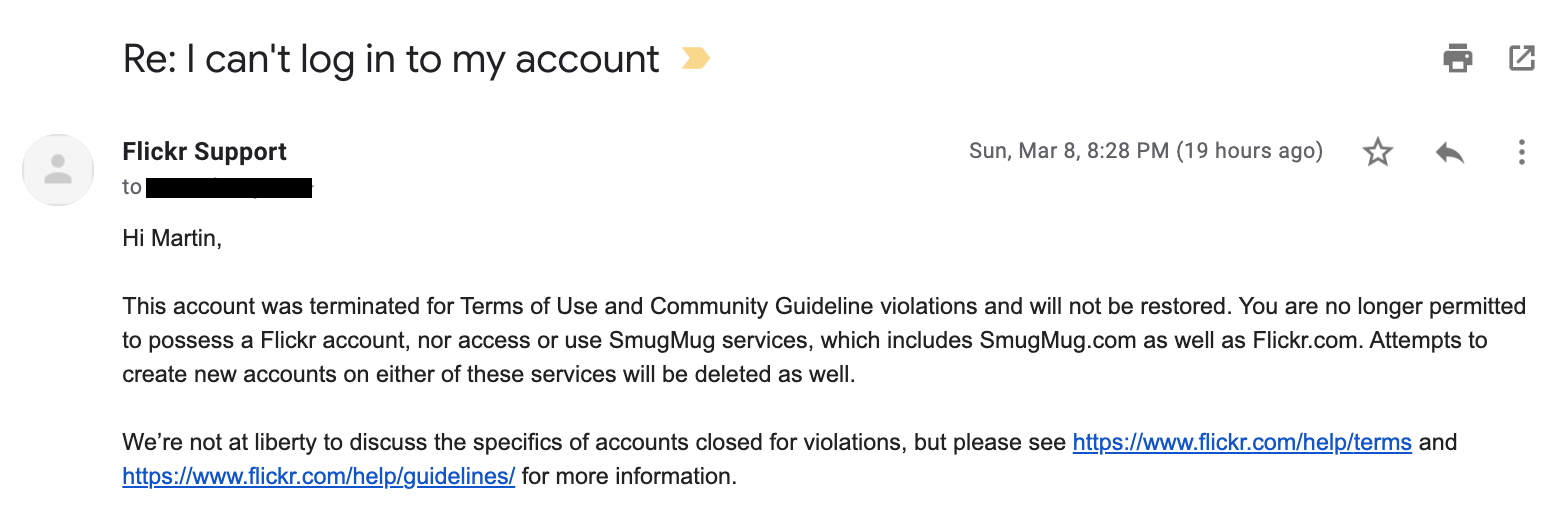 Re: I can't log in to my account
Flickr Support
Sun, Mar 8, 8:28 PM (19 hours ago)
to
Hi Martin,
This account was terminated for Terms of Use and Community Guideline violations and will not be restored. You are no longer permitted
to possess a Flickr account, nor access or use SmugMug services, which includes SmugMug.com as well as Flickr.com. Attempts to
create new accounts on either of these services will be deleted as well.
We’re not at liberty to discuss the specifics of accounts closed for violations, but please see https://www.flickr.com/help/terms and
https://www.flickr.com/help/guidelines/ for more information.